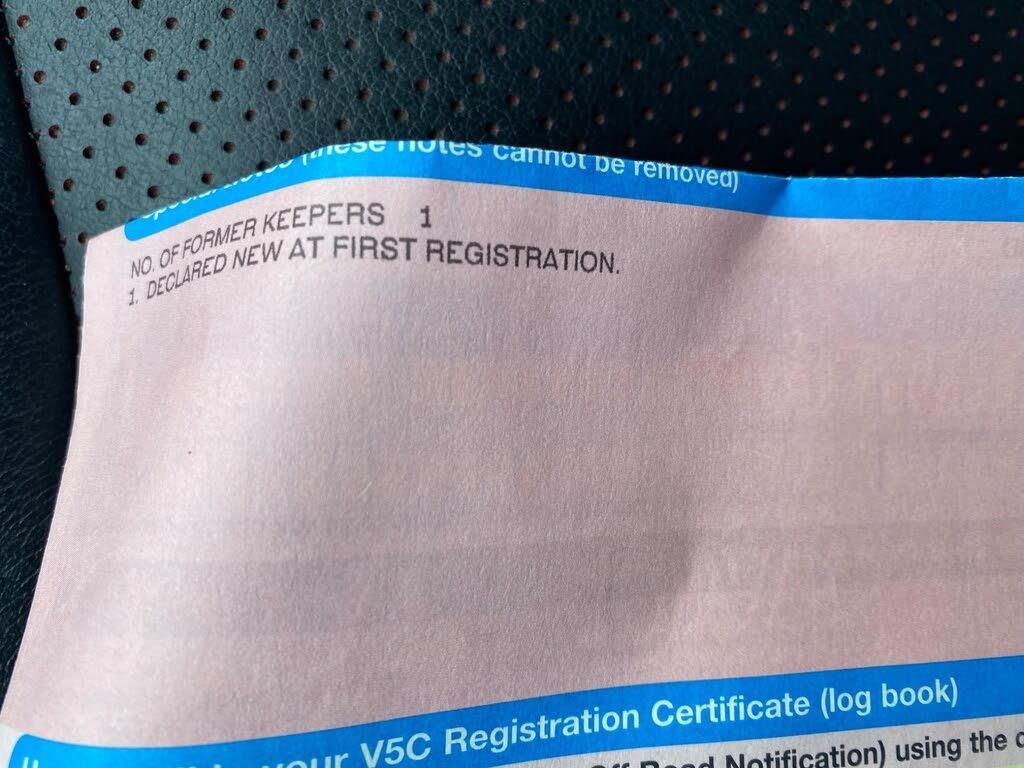 (these notes cannot be removed)
NO. OF FORMER KEEPERS 1
1. DECLARED NEW AT FIRST REGISTRATION.
your V5C Registration Certificate (log book)
Off Road Notification) using the